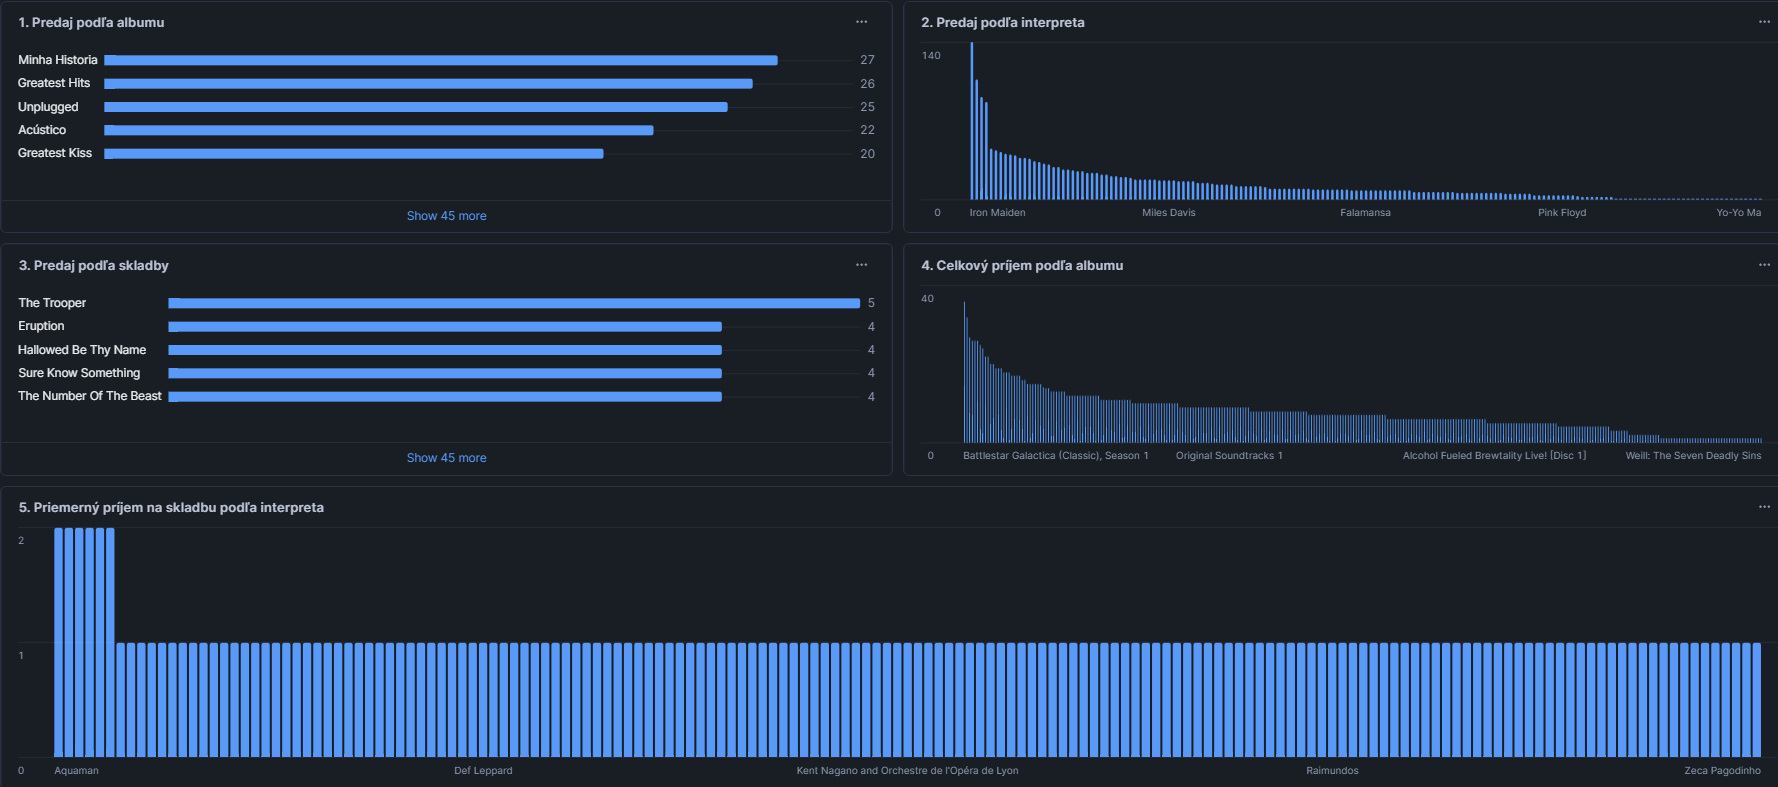 1. Predaj podľa albumu
Minha Historia 27
Greatest Hits 26
Unplugged 25
Acústico 22
Greatest Kiss 20
Show 45 more
2. Predaj podľa interpreta
140
0
Iron Maiden Miles Davis Falamansa Pink Floyd Yo-Yo Ma
3. Predaj podľa skladby
The Trooper 5
Eruption 4
Hallowed Be Thy Name 4
Sure Know Something 4
The Number Of The Beast 4
Show 45 more
4. Celkový príjem podľa albumu
40
0
Battlestar Galactica (Classic), Season 1 Original Soundtracks 1 Alcohol Fueled Brewtality Live! [Disc 1] Weill: The Seven Deadly Sins
5. Priemerný príjem na skladbu podľa interpreta
2
1
0
Aquaman Def Leppard Kent Nagano and Orchestre de l'Opéra de Lyon Raimundos Zeca Pagodinho